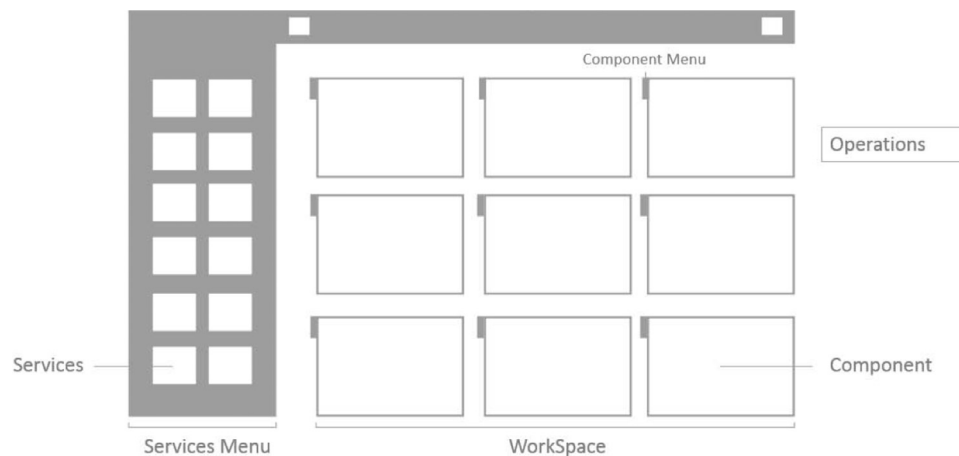 Component Menu
Operations
Services
Component
Services Menu
WorkSpace